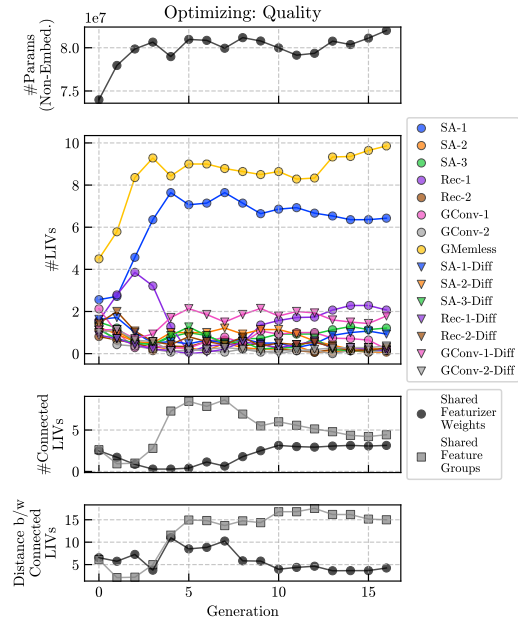 Optimizing: Quality
1e7
8.0
7.5
#Params
(Non-Embed.)
10
8
6
4
2
0
#LIVs
SA-1
SA-2
SA-3
Rec-1
Rec-2
GConv-1
GConv-2
GMemless
SA-1-Diff
SA-2-Diff
SA-3-Diff
Rec-1-Diff
Rec-2-Diff
GConv-1-Diff
GConv-2-Diff
5
0
#Connected
LIVs
Shared
Featurizer
Weights
Shared
Feature
Groups
15
10
5
Distance b/w
Connected
LIVs
0
5
10
15
Generation